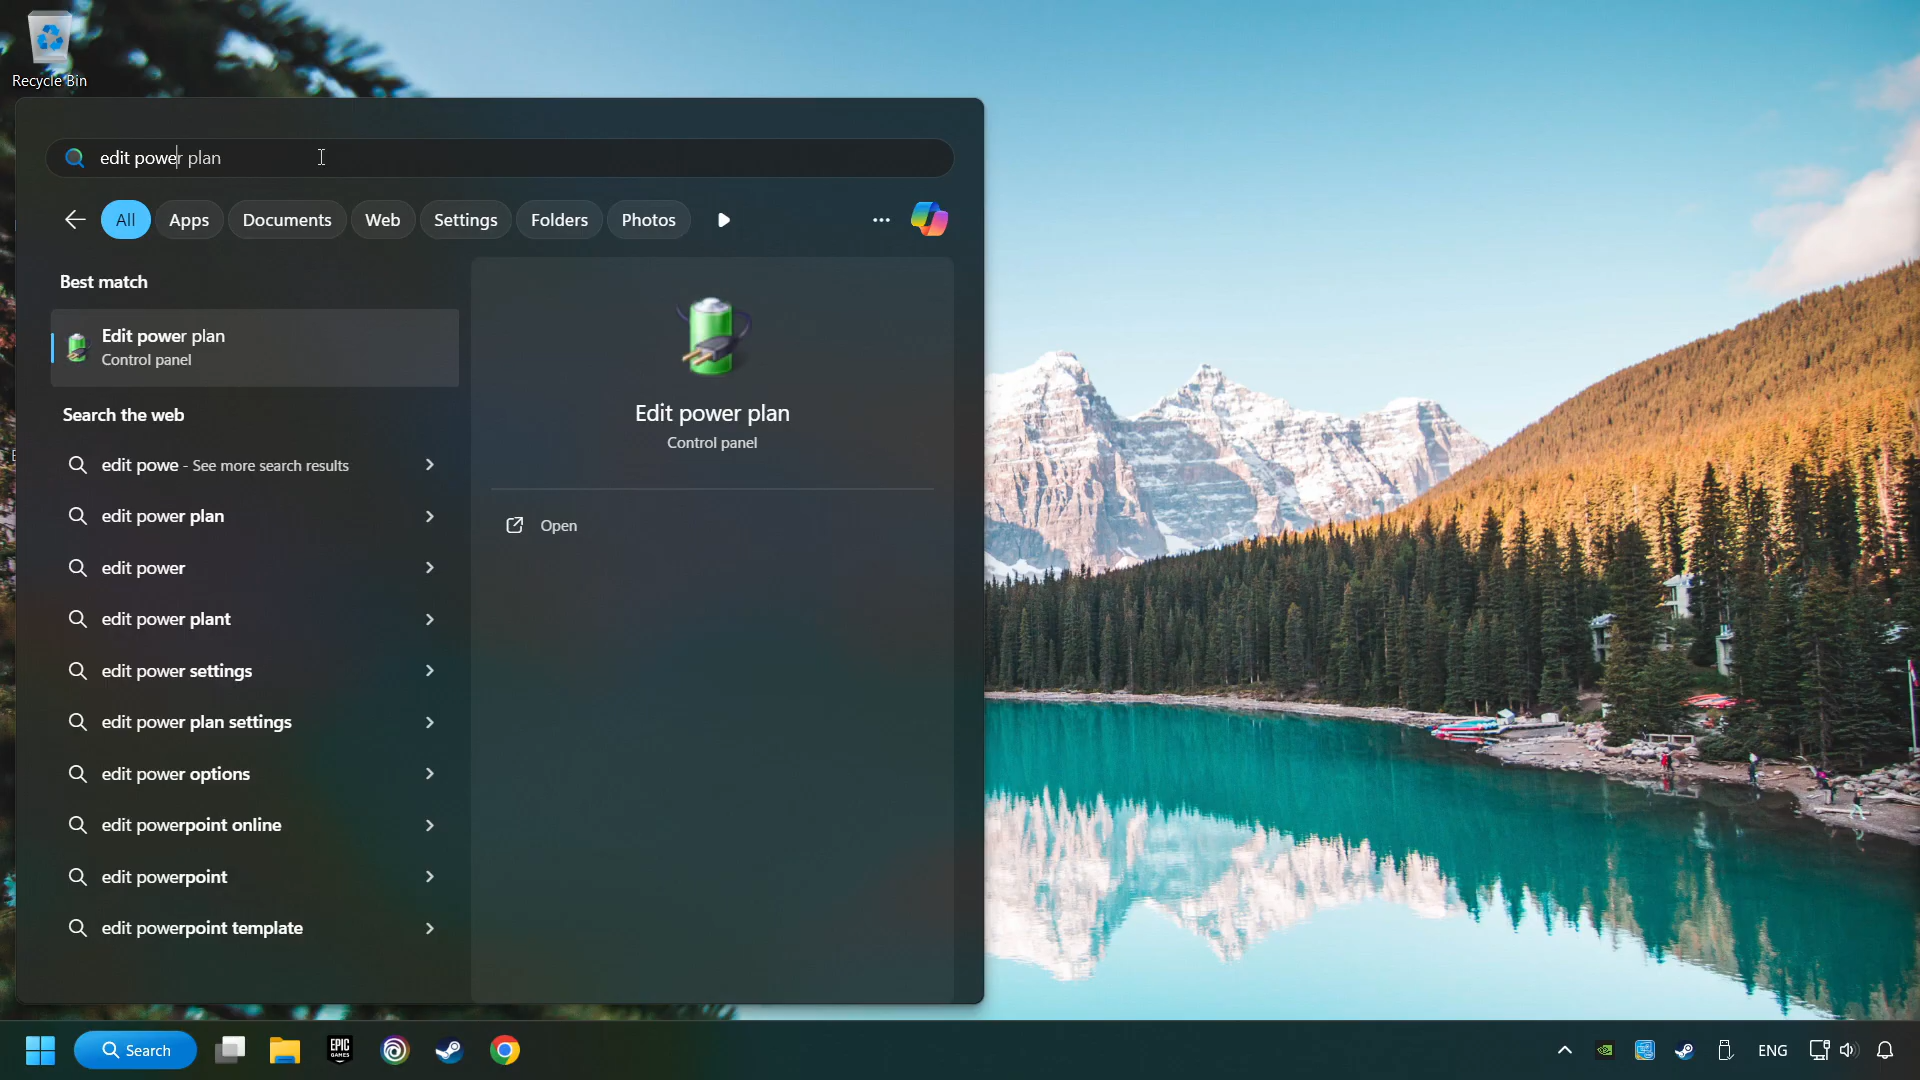 Recycle Bin
edit power plan
All
Apps
Documents
Web
Settings
Folders
Photos
Best match
Edit power plan
Control panel
Search the web
edit powe - See more search results
edit power plan
edit power
edit power plant
edit power settings
edit power plan settings
edit power options
edit powerpoint online
edit powerpoint
edit powerpoint template
Edit power plan
Control panel
Open
Search
EPIC
GAMES
ENG